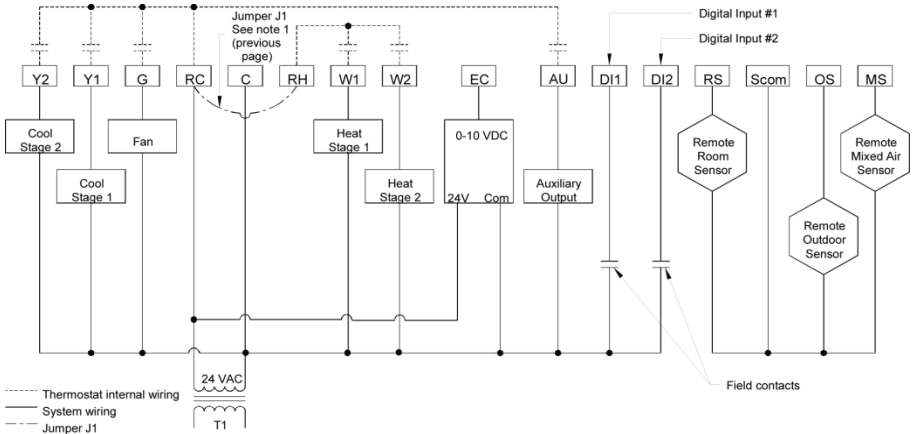 Jumper J1
See note 1
(previous
page)
Digital Input #1
Digital Input #2
Y2
Y1
G
RC
C
RH
W1
W2
EC
AU
DI1
DI2
RS
Scom
OS
MS
Cool
Stage 2
Fan
Heat
Stage 1
0-10 VDC
Remote
Room
Sensor
Remote
Mixed Air
Sensor
Cool
Stage 1
Heat
Stage 2
24V
Com
Auxiliary
Output
Remote
Outdoor
Sensor
24 VAC
T1
Field contacts
Thermostat internal wiring
System wiring
Jumper J1